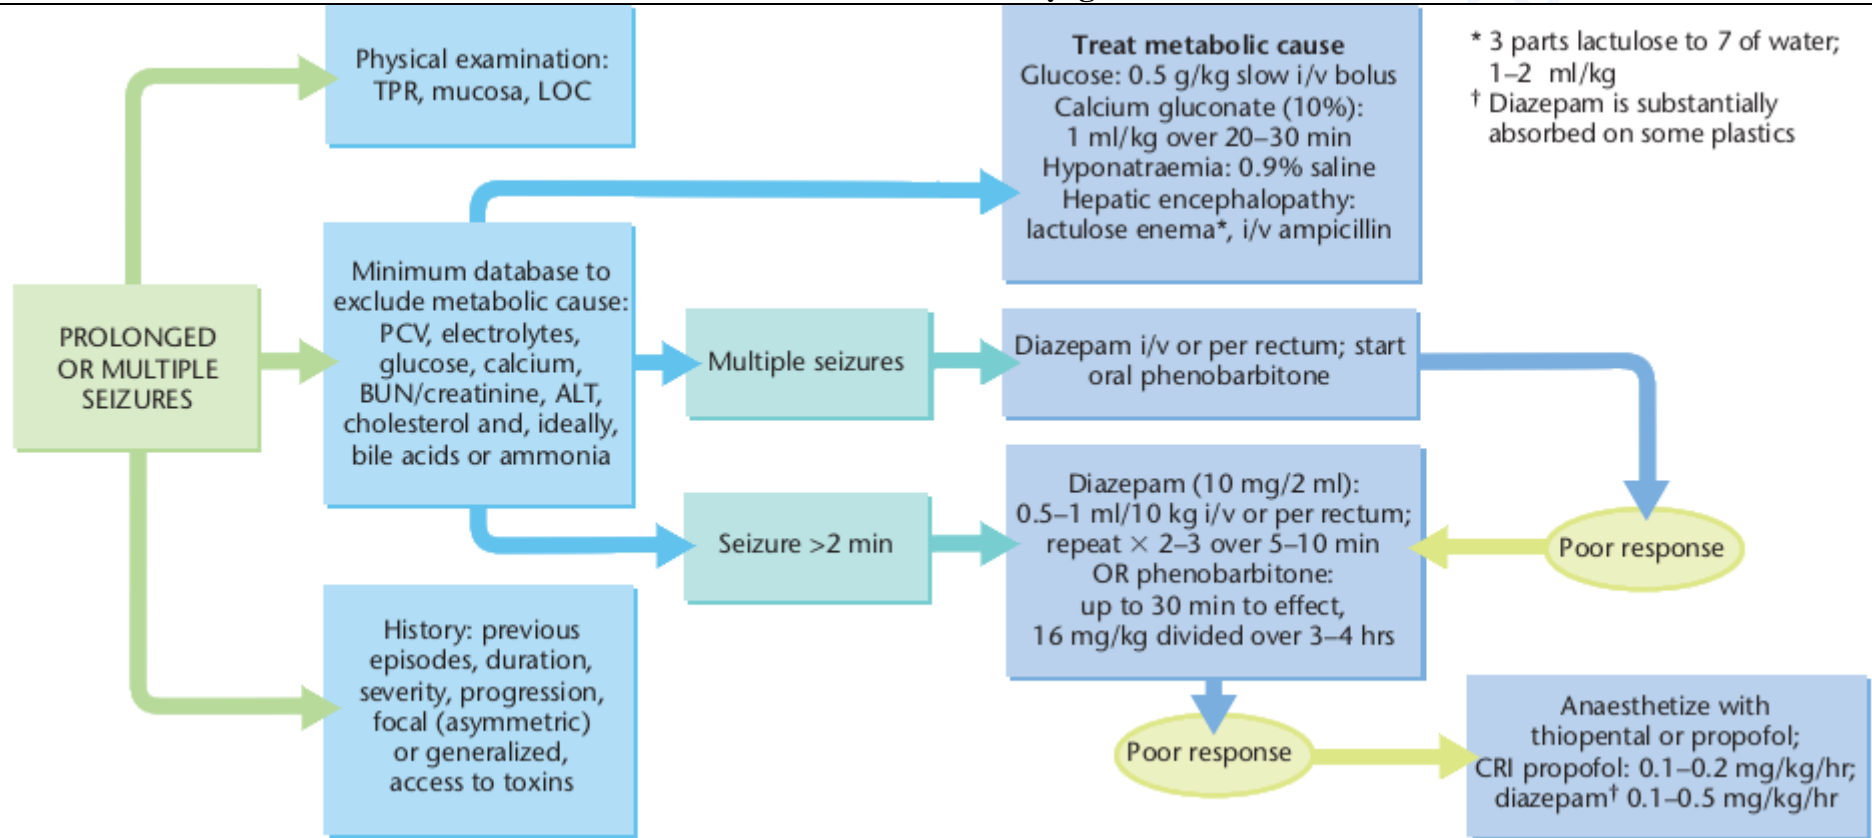 Physical examination:
TPR, mucosa, LOC
Treat metabolic cause
Glucose: 0.5 g/kg slow i/v bolus
Calcium gluconate (10%):
1 ml/kg over 20–30 min
Hyponatraemia: 0.9% saline
Hepatic encephalopathy:
lactulose enema*, i/v ampicillin
* 3 parts lactulose to 7 of water;
1–2 ml/kg
† Diazepam is substantially
absorbed on some plastics
PROLONGED
OR MULTIPLE
SEIZURES
Minimum database to
exclude metabolic cause:
PCV, electrolytes,
glucose, calcium,
BUN/creatinine, ALT,
cholesterol and, ideally,
bile acids or ammonia
Multiple seizures
Diazepam i/v or per rectum; start
oral phenobarbitone
Seizure >2 min
Diazepam (10 mg/2 ml):
0.5–1 ml/10 kg i/v or per rectum;
repeat × 2–3 over 5–10 min
OR phenobarbitone:
up to 30 min to effect,
16 mg/kg divided over 3–4 hrs
Poor response
History: previous
episodes, duration,
severity, progression,
focal (asymmetric)
or generalized,
access to toxins
Poor response
Anaesthetize with
thiopental or propofol;
CRI propofol: 0.1–0.2 mg/kg/hr;
diazepam† 0.1–0.5 mg/kg/hr